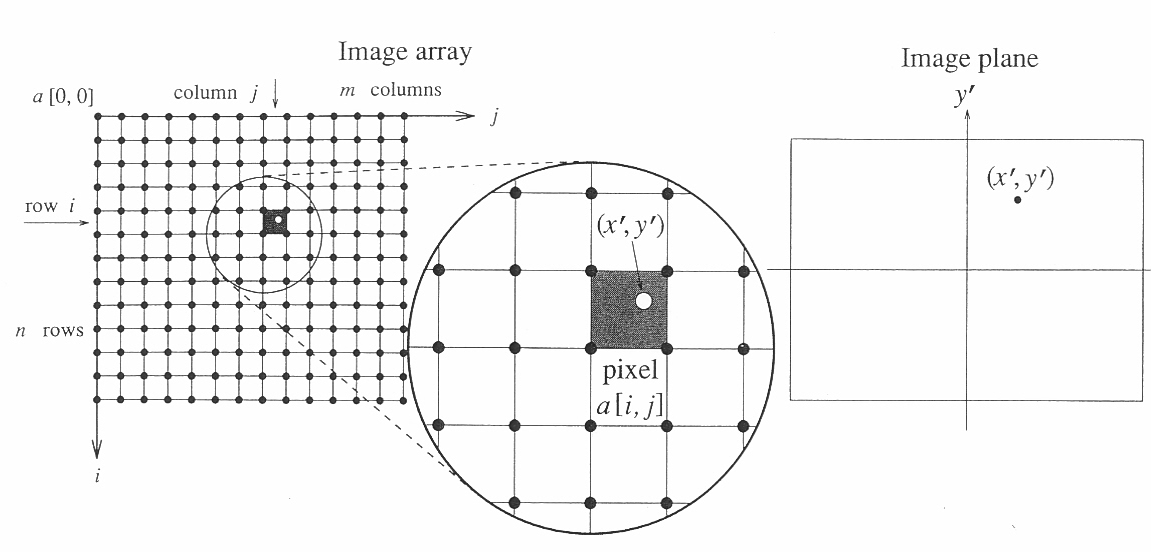 Image array
a [0, 0]
column j
m columns
j
row i
n rows
i
(x′, y′)
pixel
a[i, j]
Image plane
y′
(x′, y′)